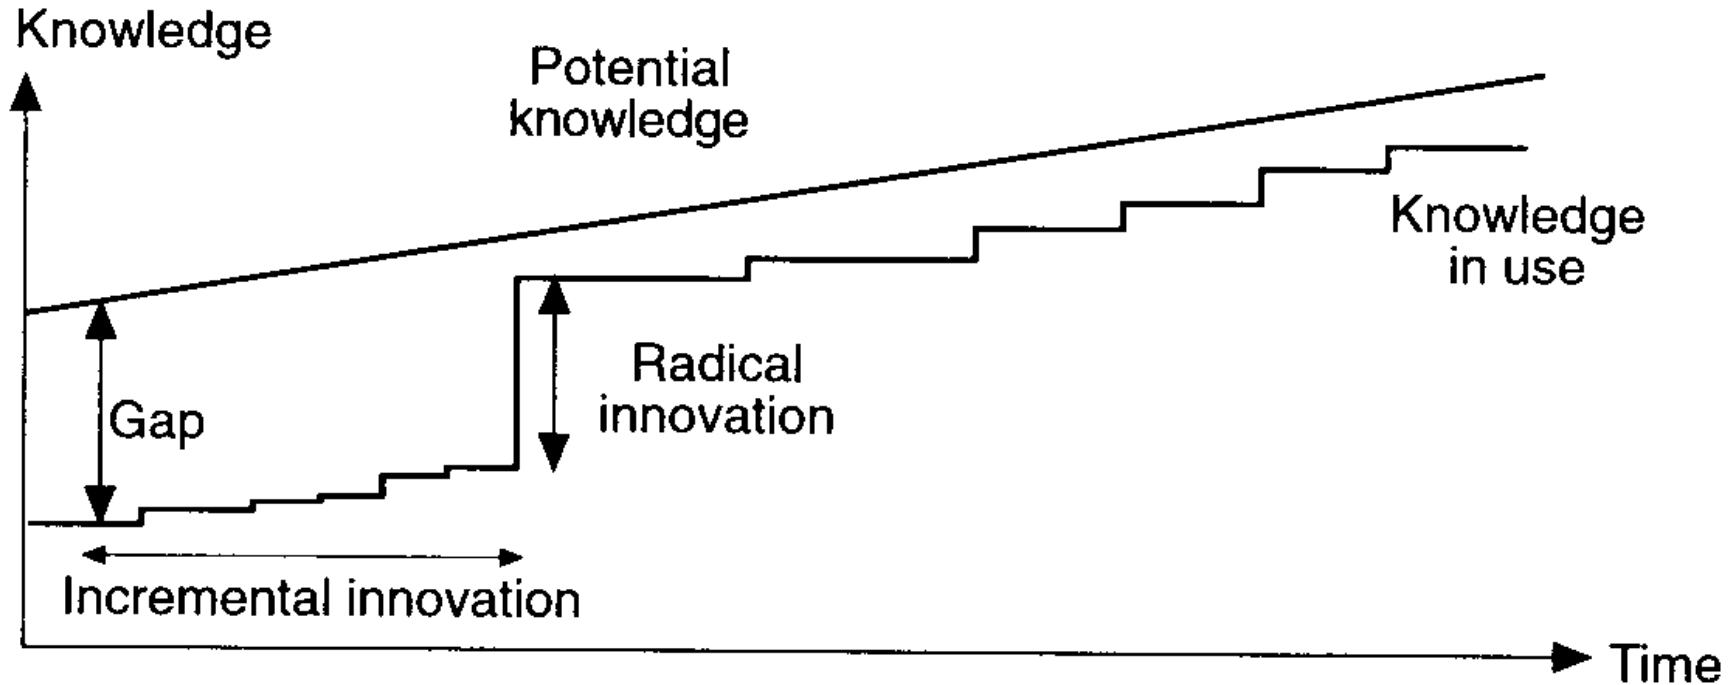 Knowledge
Potential
knowledge
Knowledge
in use
Radical
innovation
Gap
Incremental innovation
Time